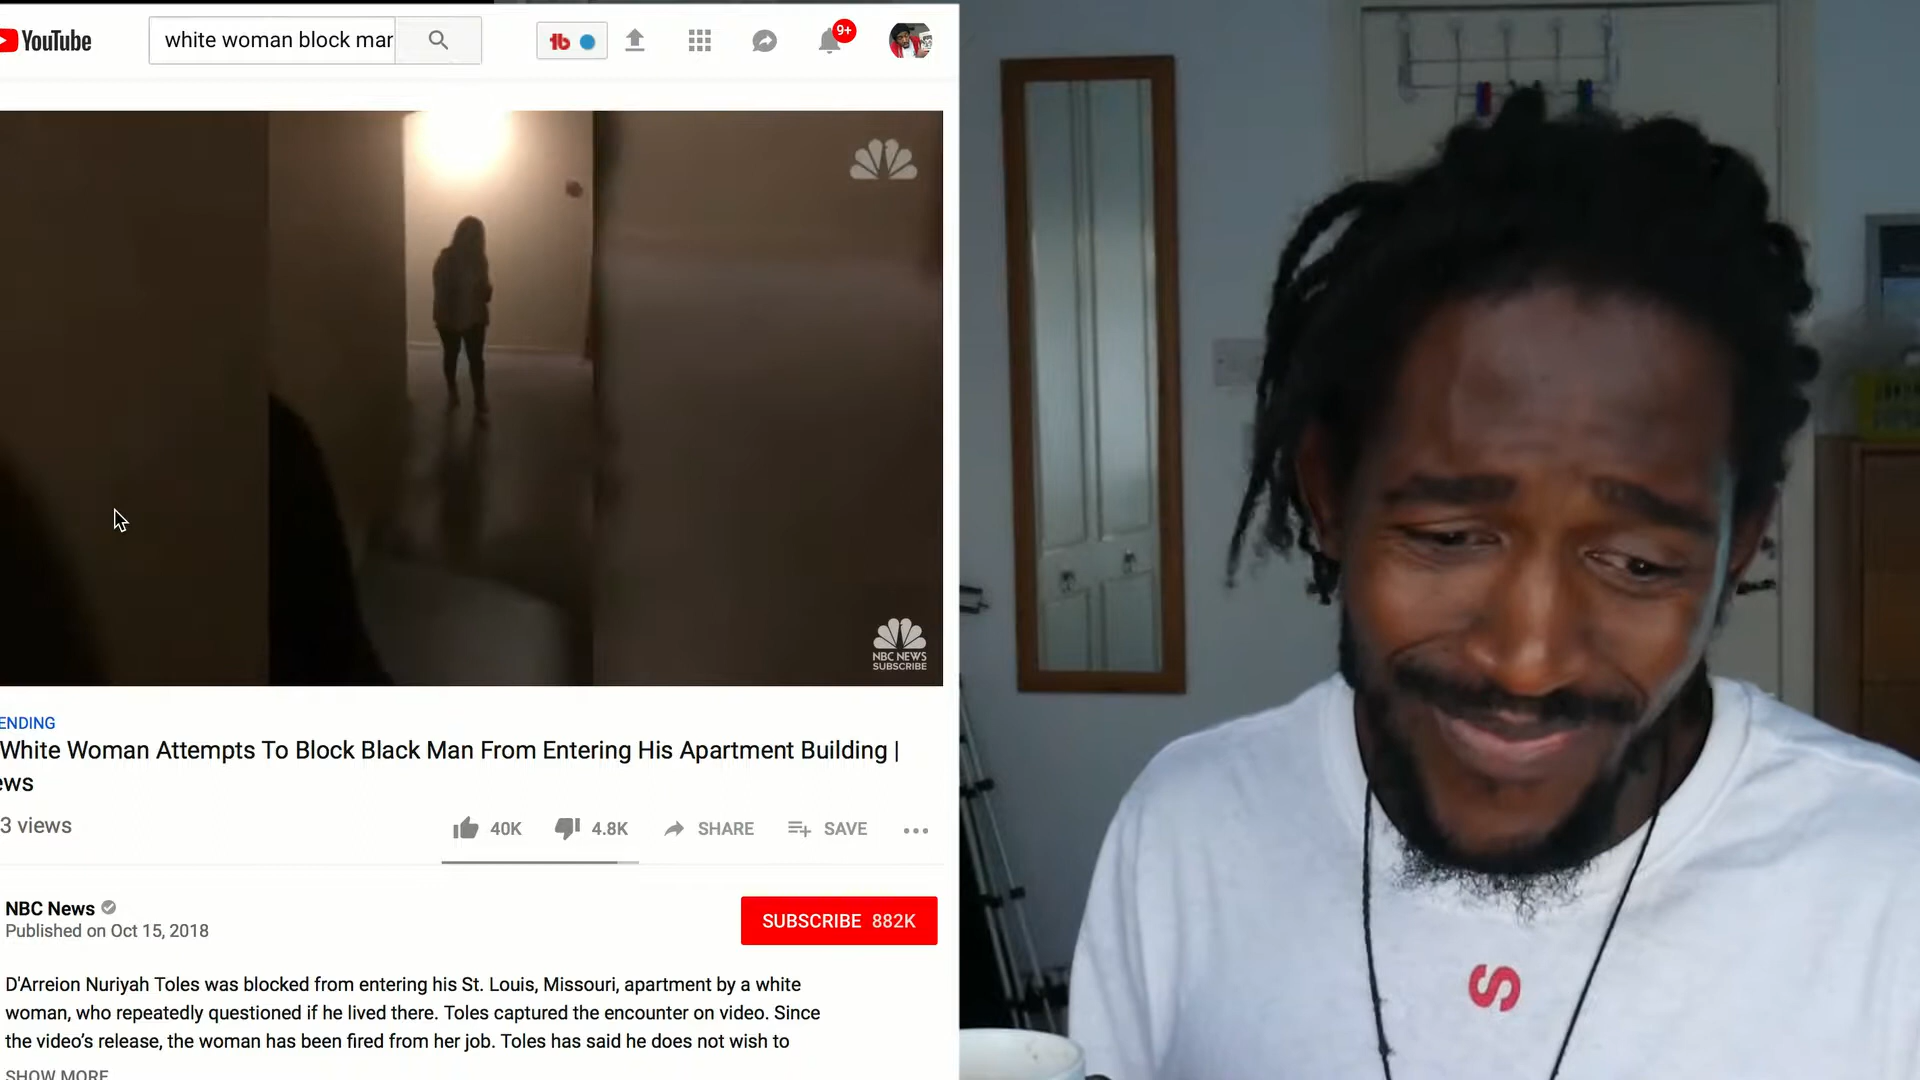 YouTube
white woman block mar
tb
9+
NBC NEWS
SUBSCRIBE
ENDING
White Woman Attempts To Block Black Man From Entering His Apartment Building |
ews
3 views
40K 4.8K SHARE SAVE
NBC News
Published on Oct 15, 2018
SUBSCRIBE 882K
D'Arreion Nuriyah Toles was blocked from entering his St. Louis, Missouri, apartment by a white
woman, who repeatedly questioned if he lived there. Toles captured the encounter on video. Since
the video's release, the woman has been fired from her job. Toles has said he does not wish to
SHOW MORE
S